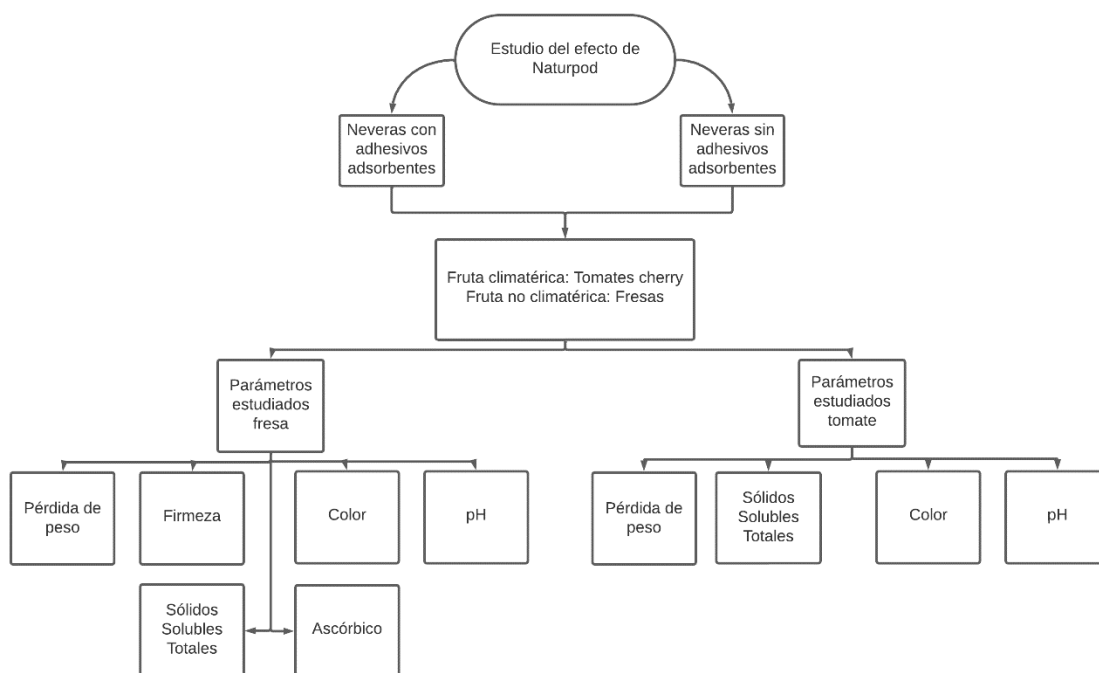 Estudio del efecto de
Naturpod
Neveras con
adhesivos
adsorbentes
Neveras sin
adhesivos
adsorbentes
Fruta climatérica: Tomates cherry
Fruta no climatérica: Fresas
Parámetros
estudiados
fresa
Parámetros
estudiados
tomate
Pérdida de
peso
Firmeza
Color
pH
Pérdida de
peso
Sólidos
Solubles
Totales
Color
pH
Sólidos
Solubles
Totales
Ascórbico